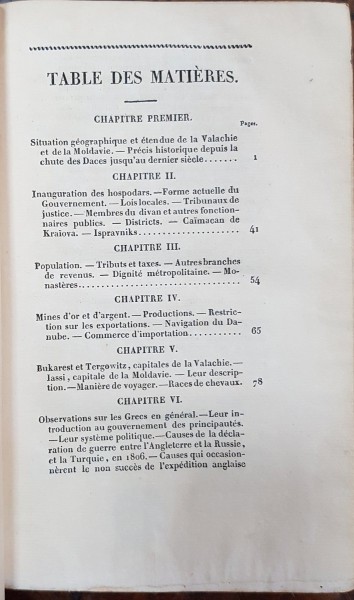 TABLE DES MATIÈRES.
CHAPITRE PREMIER.
Pages.
Situation géographique et étendue de la Valachie
et de la Moldavie. — Précis historique depuis la
chute des Daces jusqu'au dernier siècle....... 1
CHAPITRE II.
Inauguration des hospodars. — Forme actuelle du
Gouvernement. — Lois locales. — Tribunaux de
justice. — Membres du divan et autres fonction-
naires publics. — Districts. — Caïmacan de
Kraiova. — Ispravniks.................... 41
CHAPITRE III.
Population. — Tributs et taxes. — Autres branches
de revenus. — Dignité métropolitaine. — Mo-
nastères................................ 54
CHAPITRE IV.
Mines d'or et d'argent. — Productions. — Restric-
tion sur les exportations. — Navigation du Da-
nube. — Commerce d'importation........... 65
CHAPITRE V.
Bukarest et Tergowitz, capitales de la Valachie. —
Jassi, capitale de la Moldavie. — Leur descrip-
tion. — Manière de voyager. — Races de chevaux. 78
CHAPITRE VI.
Observations sur les Grecs en général. — Leur in-
troduction au gouvernement des principautés.
— Leur système politique. — Causes de la décla-
ration de guerre entre l'Angleterre et la Russie,
et la Turquie, en 1806. — Causes qui occasion-
nèrent le non succès de l'expédition anglaise